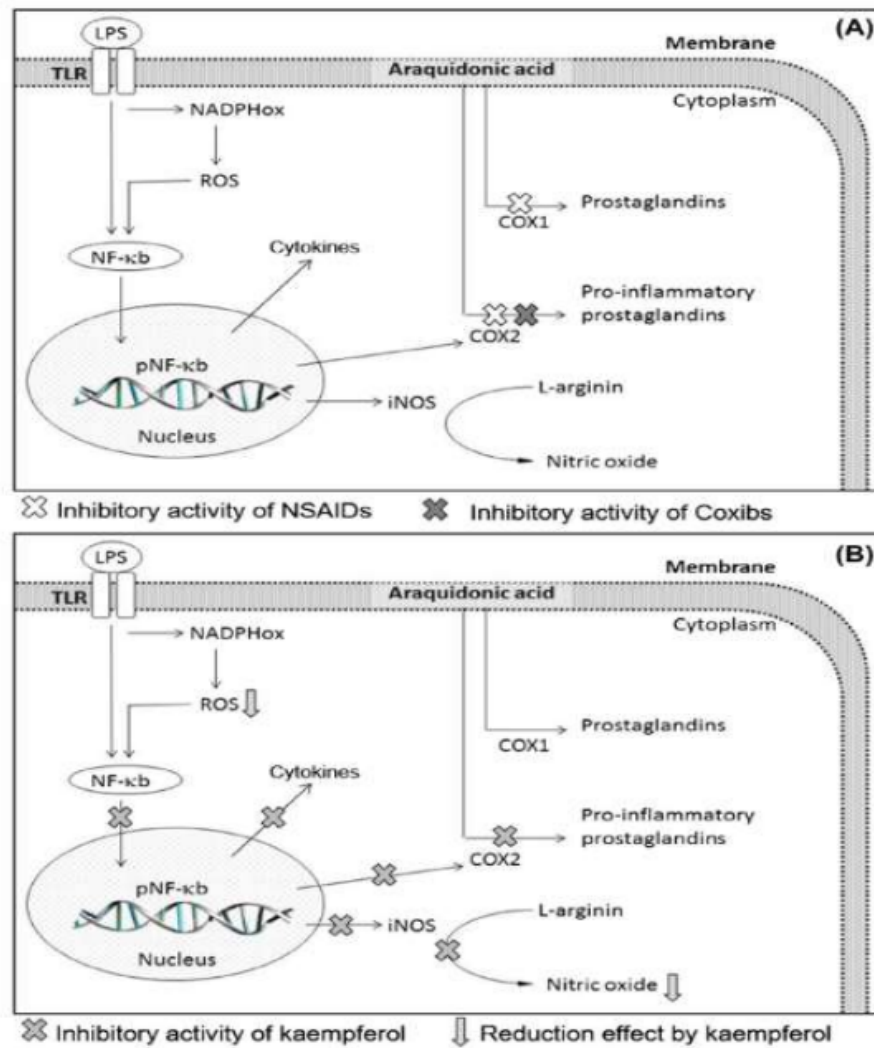 (A)
LPS
Membrane
TLR
Araquidonic acid
Cytoplasm
NADPHox
ROS
Prostaglandins
COX1
NF-κb
Cytokines
Pro-inflammatory
prostaglandins
COX2
pNF-κb
L-arginin
iNOS
Nucleus
Nitric oxide
Inhibitory activity of NSAIDs
Inhibitory activity of Coxibs
(B)
LPS
Membrane
TLR
Araquidonic acid
Cytoplasm
NADPHox
ROS
Prostaglandins
COX1
NF-κb
Cytokines
Pro-inflammatory
prostaglandins
COX2
pNF-κb
L-arginin
iNOS
Nucleus
Nitric oxide
Inhibitory activity of kaempferol
Reduction effect by kaempferol